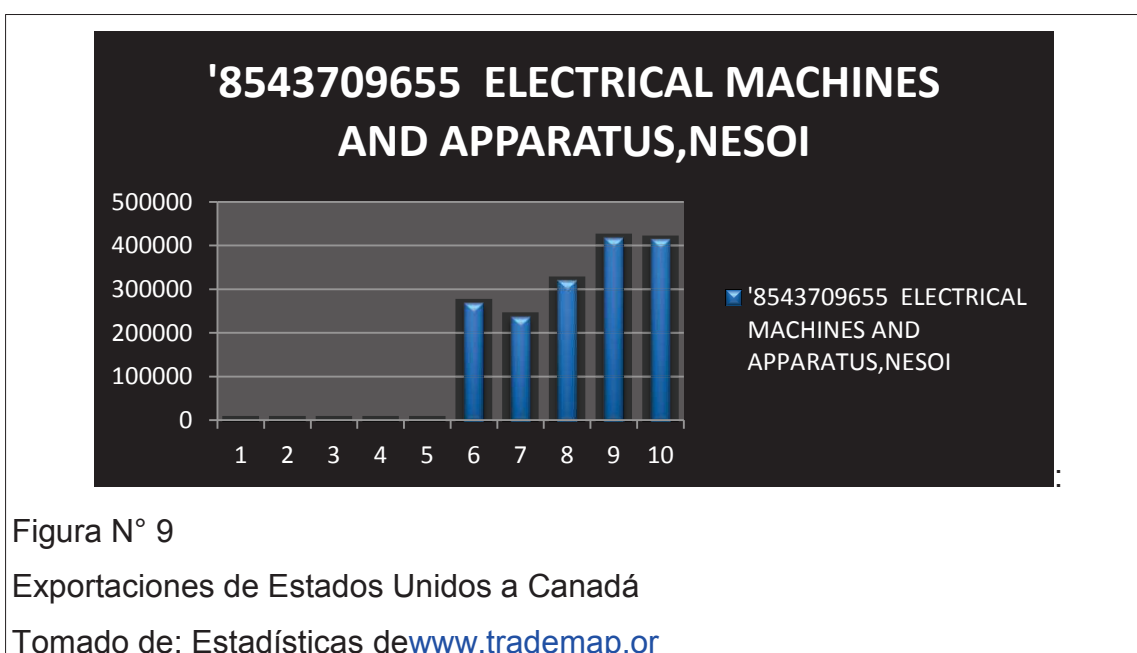 '8543709655 ELECTRICAL MACHINES
AND APPARATUS,NESOI
500000
400000
300000
200000
100000
0
1 2 3 4 5 6 7 8 9 10
'8543709655 ELECTRICAL
MACHINES AND
APPARATUS,NESOI
:
Figura N° 9
Exportaciones de Estados Unidos a Canadá
Tomado de: Estadísticas dewww.trademap.or